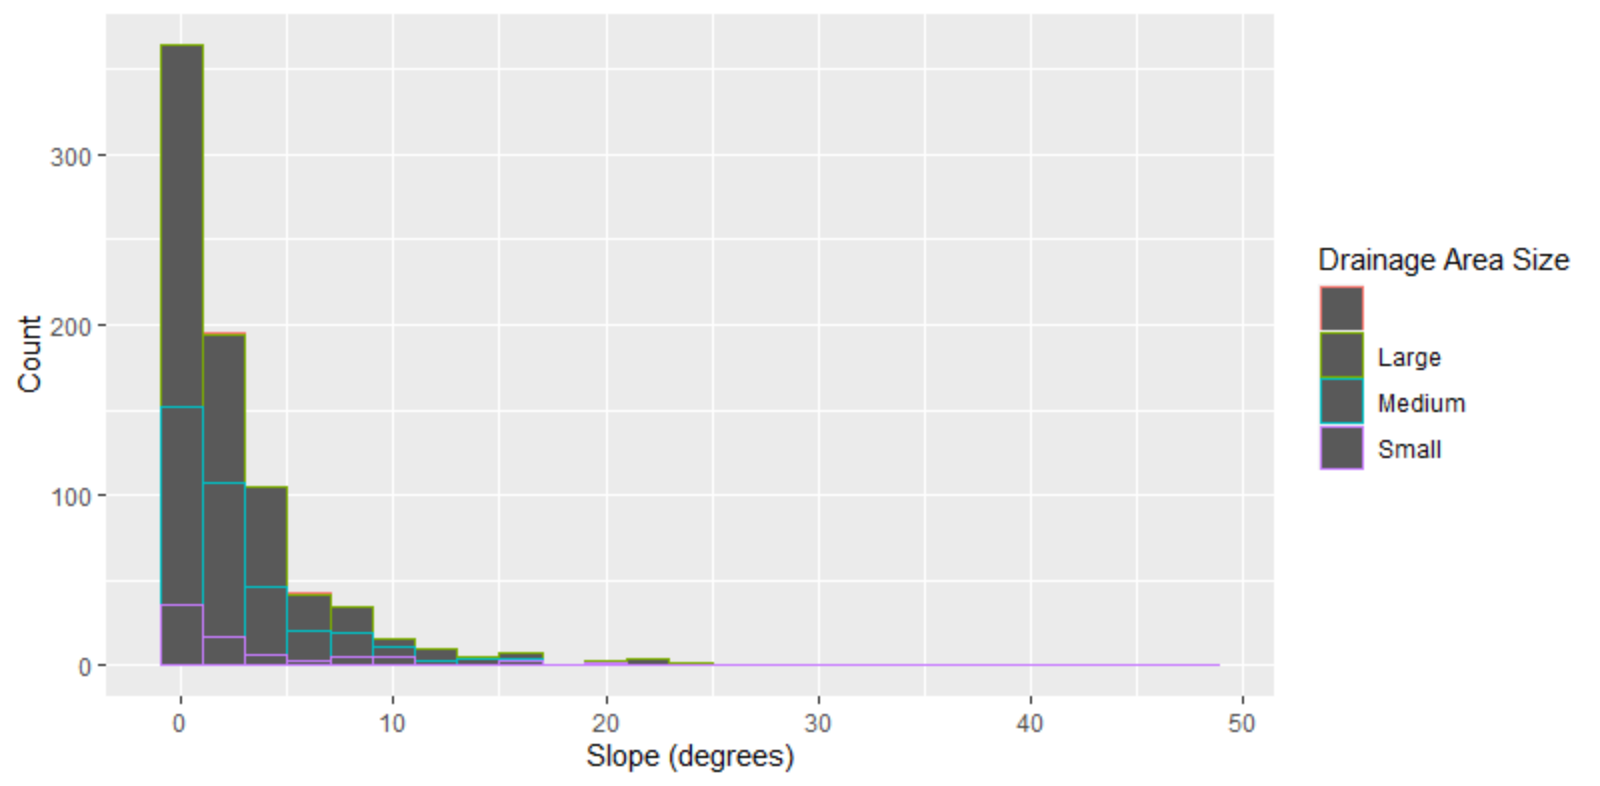 300
200
100
0
Count
0 10 20 30 40 50
Slope (degrees)
Drainage Area Size
Large
Medium
Small